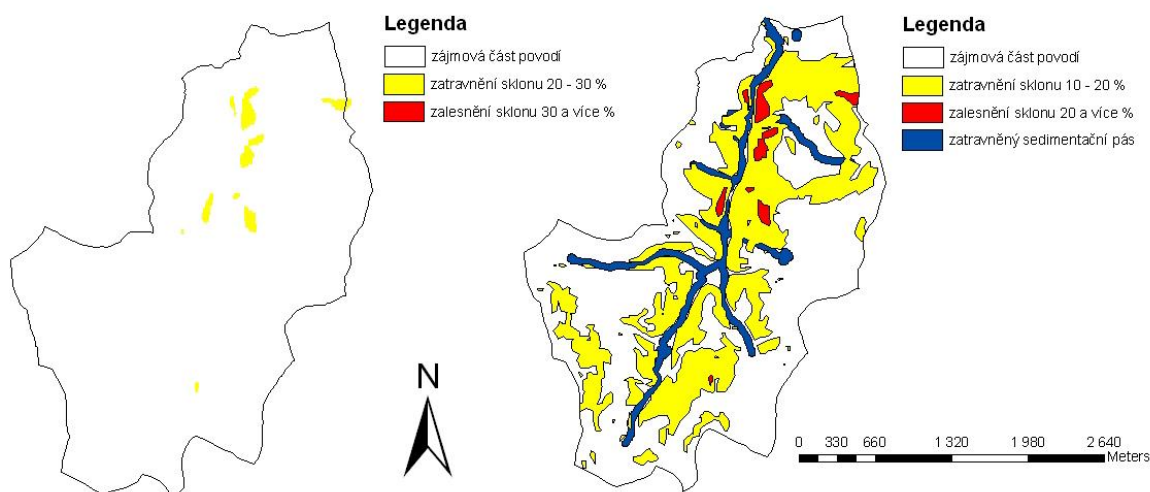 Legenda
zájmová část povodí
zatravnění sklonu 20 - 30 %
zalesnění sklonu 30 a více %
Legenda
zájmová část povodí
zatravnění sklonu 10 - 20 %
zalesnění sklonu 20 a více %
zatravněný sedimentační pás
N
0 330 660 1 320 1 980 2 640
Meters